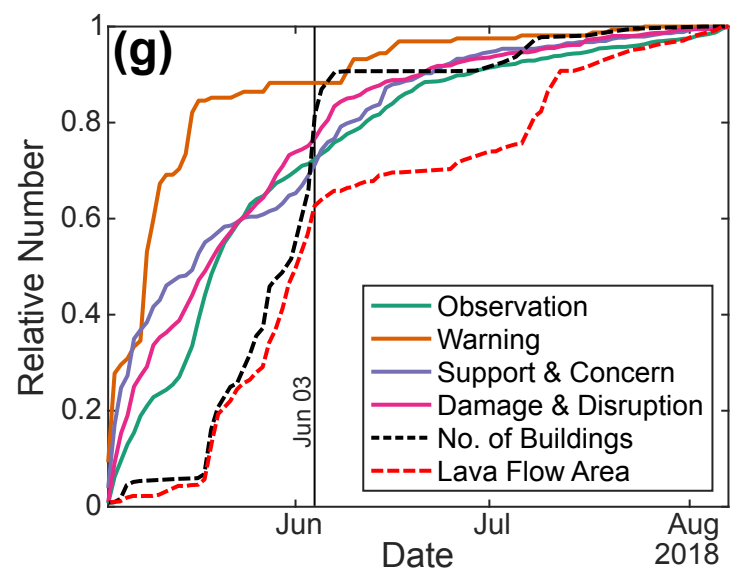 (g)
Relative Number
1
0.8
0.6
0.4
0.2
0
Jun 03
Observation
Warning
Support & Concern
Damage & Disruption
No. of Buildings
Lava Flow Area
Jun
Jul
Aug
2018
Date